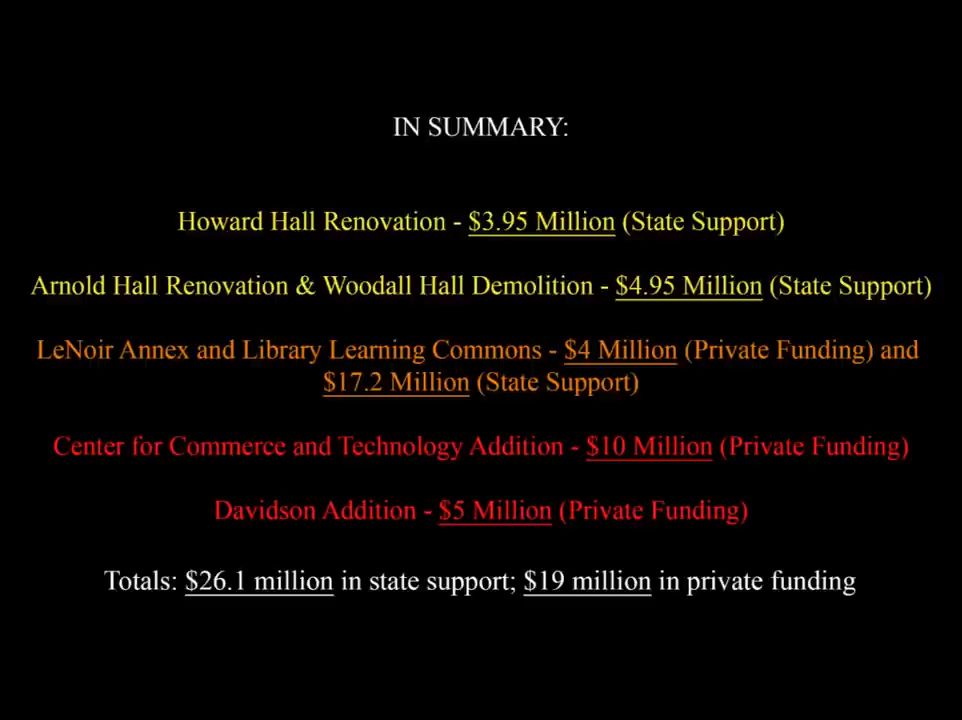 IN SUMMARY:
Howard Hall Renovation - $3.95 Million (State Support)
Arnold Hall Renovation & Woodall Hall Demolition - $4.95 Million (State Support)
LeNoir Annex and Library Learning Commons - $4 Million (Private Funding) and
$17.2 Million (State Support)
Center for Commerce and Technology Addition - $10 Million (Private Funding)
Davidson Addition - $5 Million (Private Funding)
Totals: $26.1 million in state support; $19 million in private funding